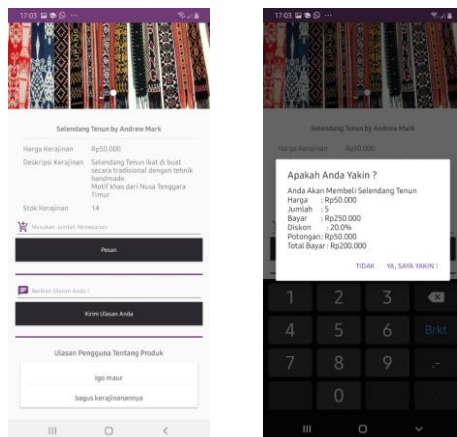 17:03
Selendang Tenun by Andrew Mark
Harga Kerajinan Rp50.000
Deskripsi Kerajinan Selendang Tenun ikat di buat
secara tradisional dengan tehnik
handmade.
Motif khas dari Nusa Tenggara
Timur
Stok Kerajinan 14
Masukan Jumlah Pemesanan
Pesan
Berikan Ulasan Anda !
Kirim Ulasan Anda
Ulasan Pengguna Tentang Produk
igo maur
bagus kerajinanannya
17:03
Selendang Tenun by Andrew Mark
Harga Kerajinan Rp50.000
Apakah Anda Yakin ?
Anda Akan Membeli Selendang Tenun
Harga : Rp50.000
Jumlah : 5
Bayar : Rp250.000
Diskon : 20.0%
Potongan: Rp50.000
Total Bayar : Rp200.000
TIDAK YA, SAYA YAKIN !
1 2 3
4 5 6 Brkt
7 8 9 .-
0